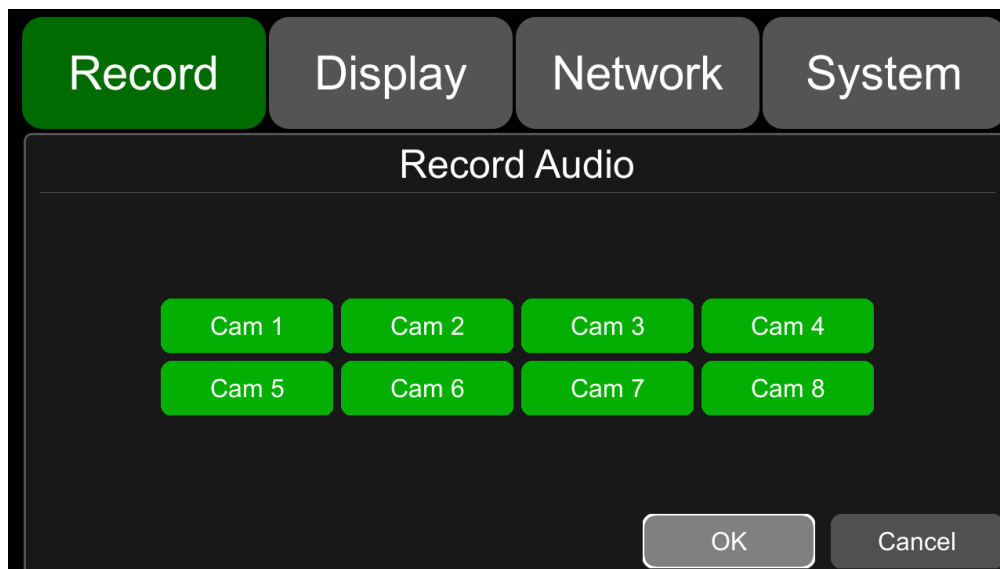 Record Display Network System
Record Audio
Cam 1 Cam 2 Cam 3 Cam 4
Cam 5 Cam 6 Cam 7 Cam 8
OK Cancel